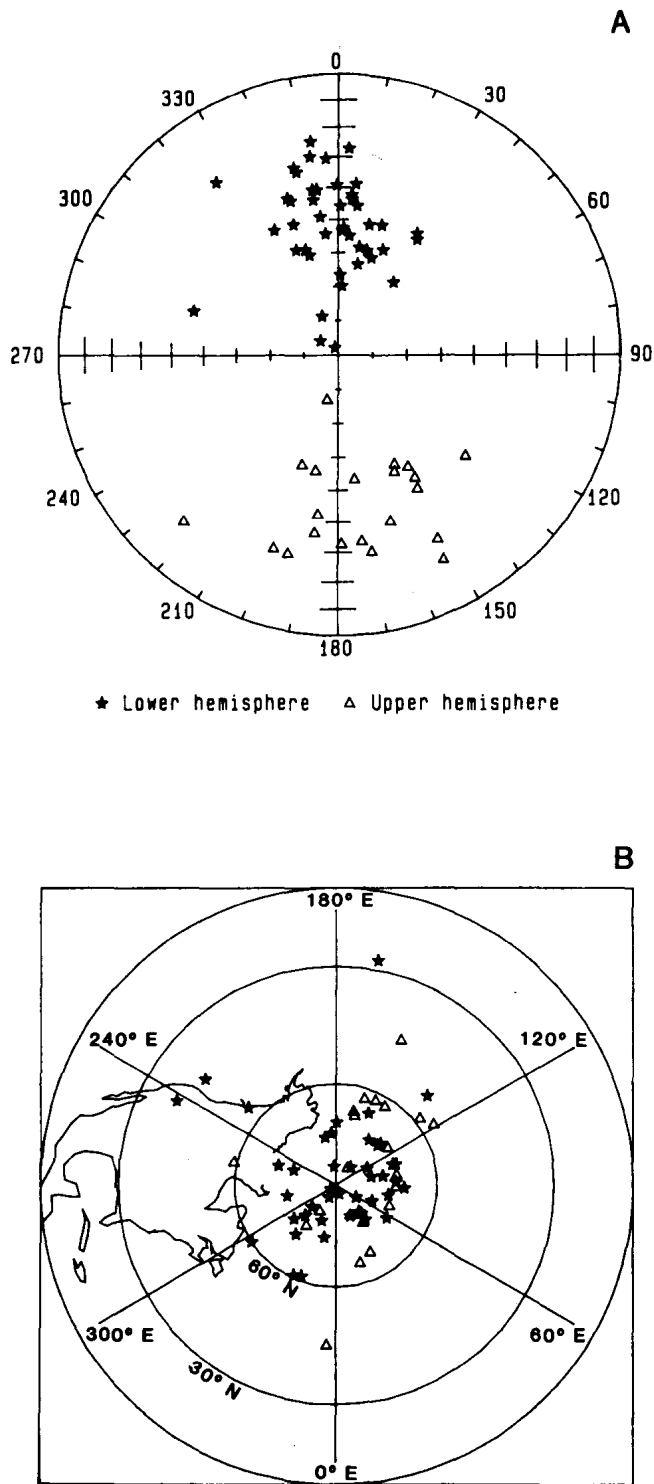 A
0
330 30
300 60
270 90
240 120
210 150
180
★ Lower hemisphere △ Upper hemisphere
B
180° E
240° E 120° E
60° N
300° E 60° E
30° N
0° E